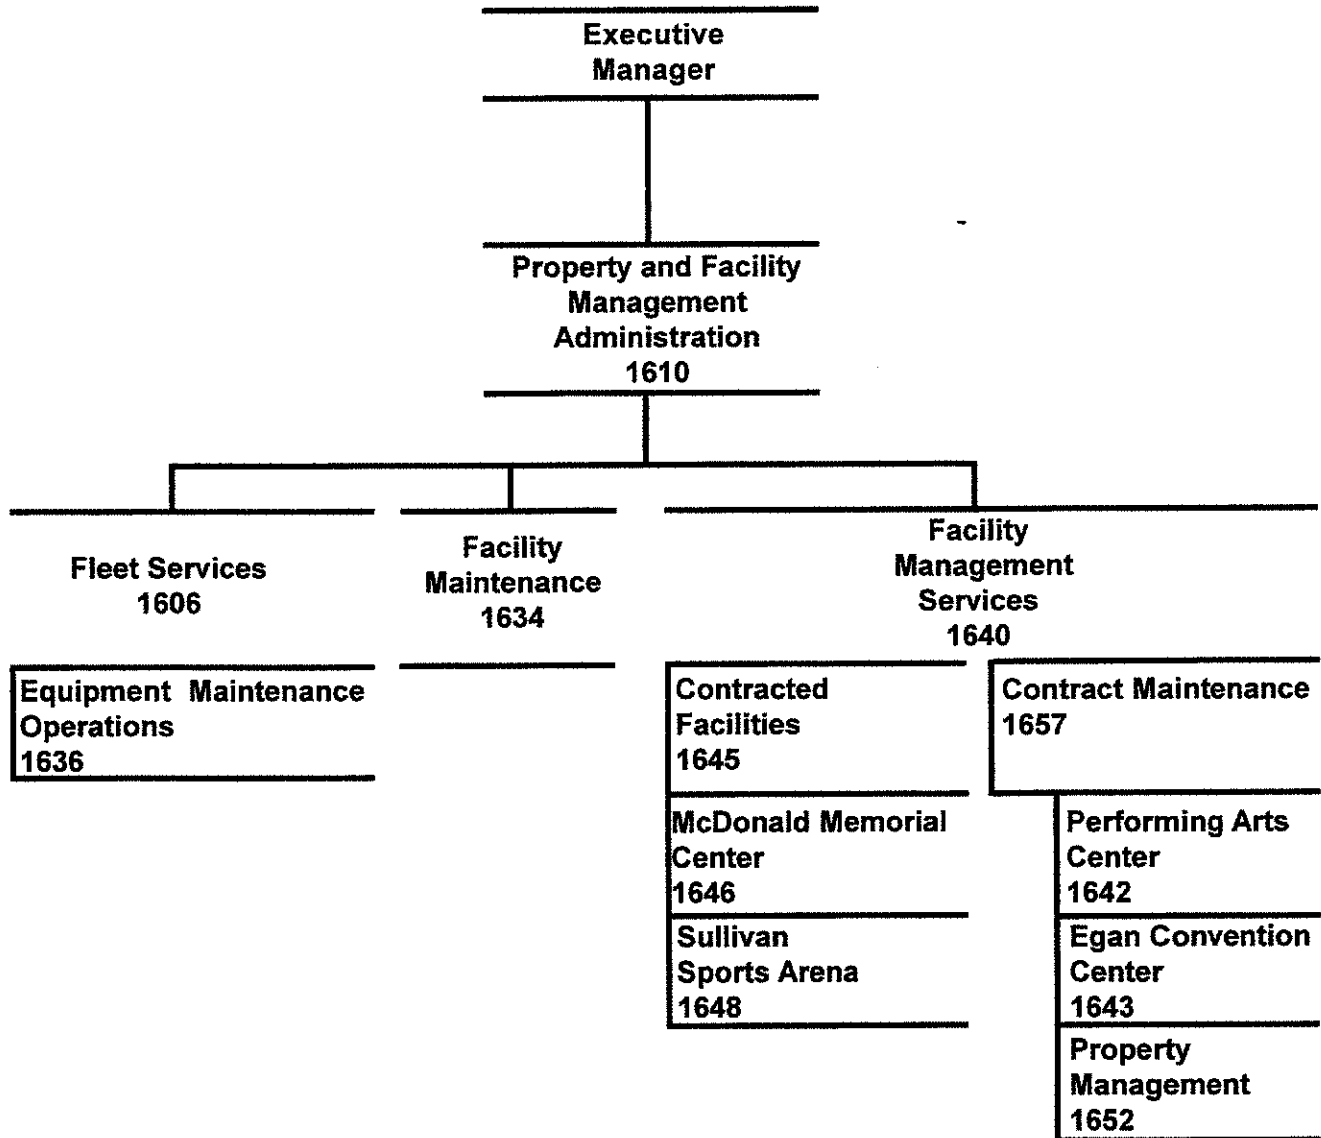 Executive
Manager
Property and Facility
Management
Administration
1610
Fleet Services
1606
Facility
Maintenance
1634
Facility
Management
Services
1640
Equipment Maintenance
Operations
1636
Contracted
Facilities
1645
McDonald Memorial
Center
1646
Sullivan
Sports Arena
1648
Contract Maintenance
1657
Performing Arts
Center
1642
Egan Convention
Center
1643
Property
Management
1652